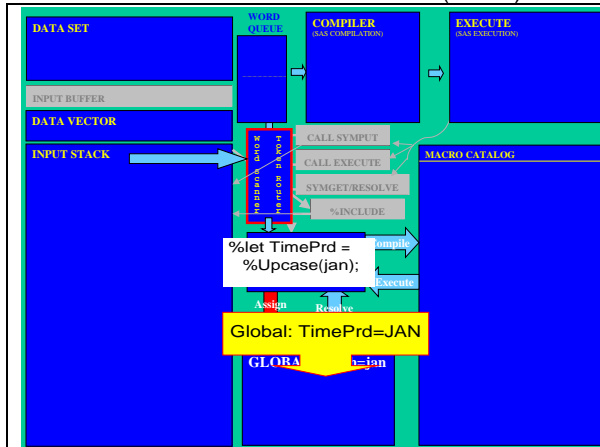 DATA SET
WORD
QUEUE
COMPILER
(SAS COMPILATION)
EXECUTE
(SAS EXECUTION)
INPUT BUFFER
DATA VECTOR
INPUT STACK
Word Scanner
Token Router
CALL SYMPUT
CALL EXECUTE
SYMGET/RESOLVE
%INCLUDE
MACRO CATALOG
%let TimePrd =
%Upcase(jan);
Compile
Execute
Assign
Resolve
Global: TimePrd=JAN